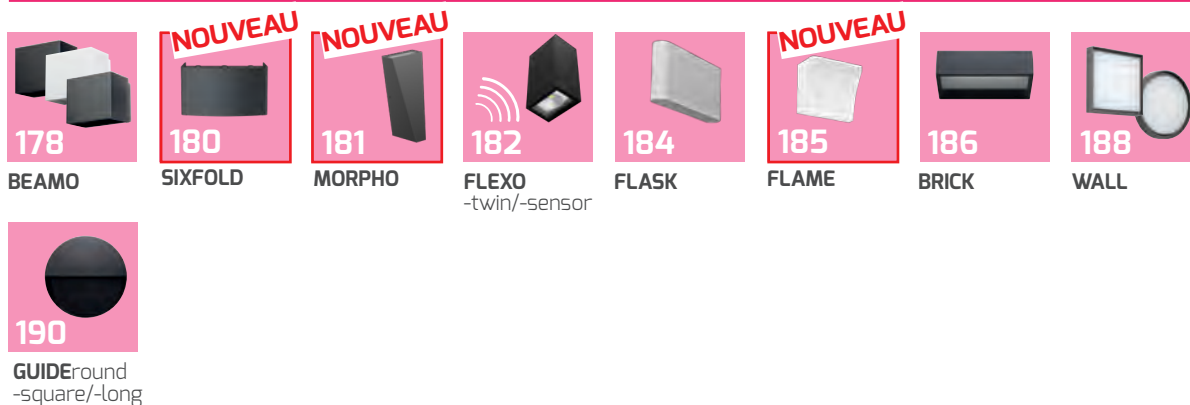 NOUVEAU
NOUVEAU
NOUVEAU
178
180
181
182
184
185
186
188
BEAMO
SIXFOLD
MORPHO
FLEXO
-twin/-sensor
FLASK
FLAME
BRICK
WALL
190
GUIDEround
-square/-long